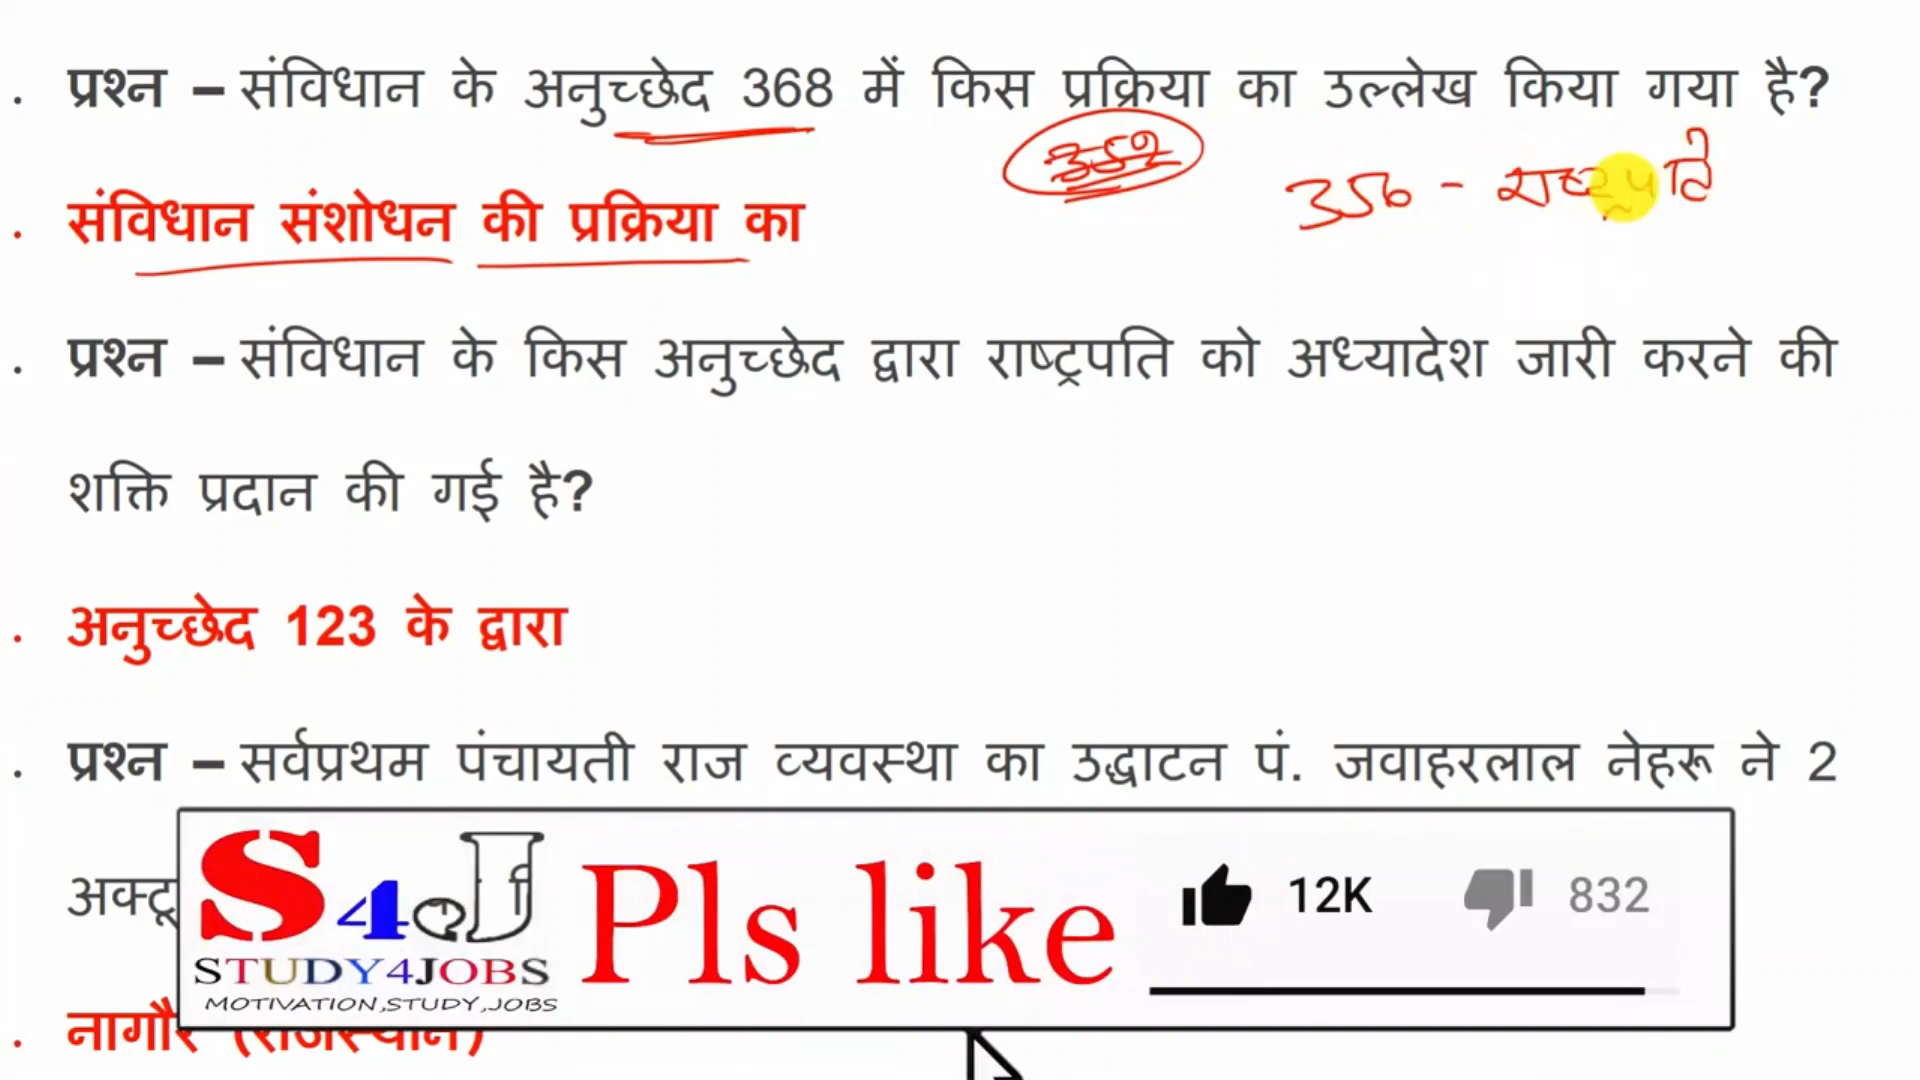 . प्रश्न – संविधान के अनुच्छेद 368 में किस प्रक्रिया का उल्लेख किया गया है?
352
356 - राष्ट्रपति
. संविधान संशोधन की प्रक्रिया का
. प्रश्न – संविधान के किस अनुच्छेद द्वारा राष्ट्रपति को अध्यादेश जारी करने की
शक्ति प्रदान की गई है?
. अनुच्छेद 123 के द्वारा
. प्रश्न – सर्वप्रथम पंचायती राज व्यवस्था का उद्घाटन पं. जवाहरलाल नेहरू ने 2
S4J
STUDY4JOBS
MOTIVATION,STUDY,JOBS
Pls like
12K
832
. नागौर (राजस्थान)